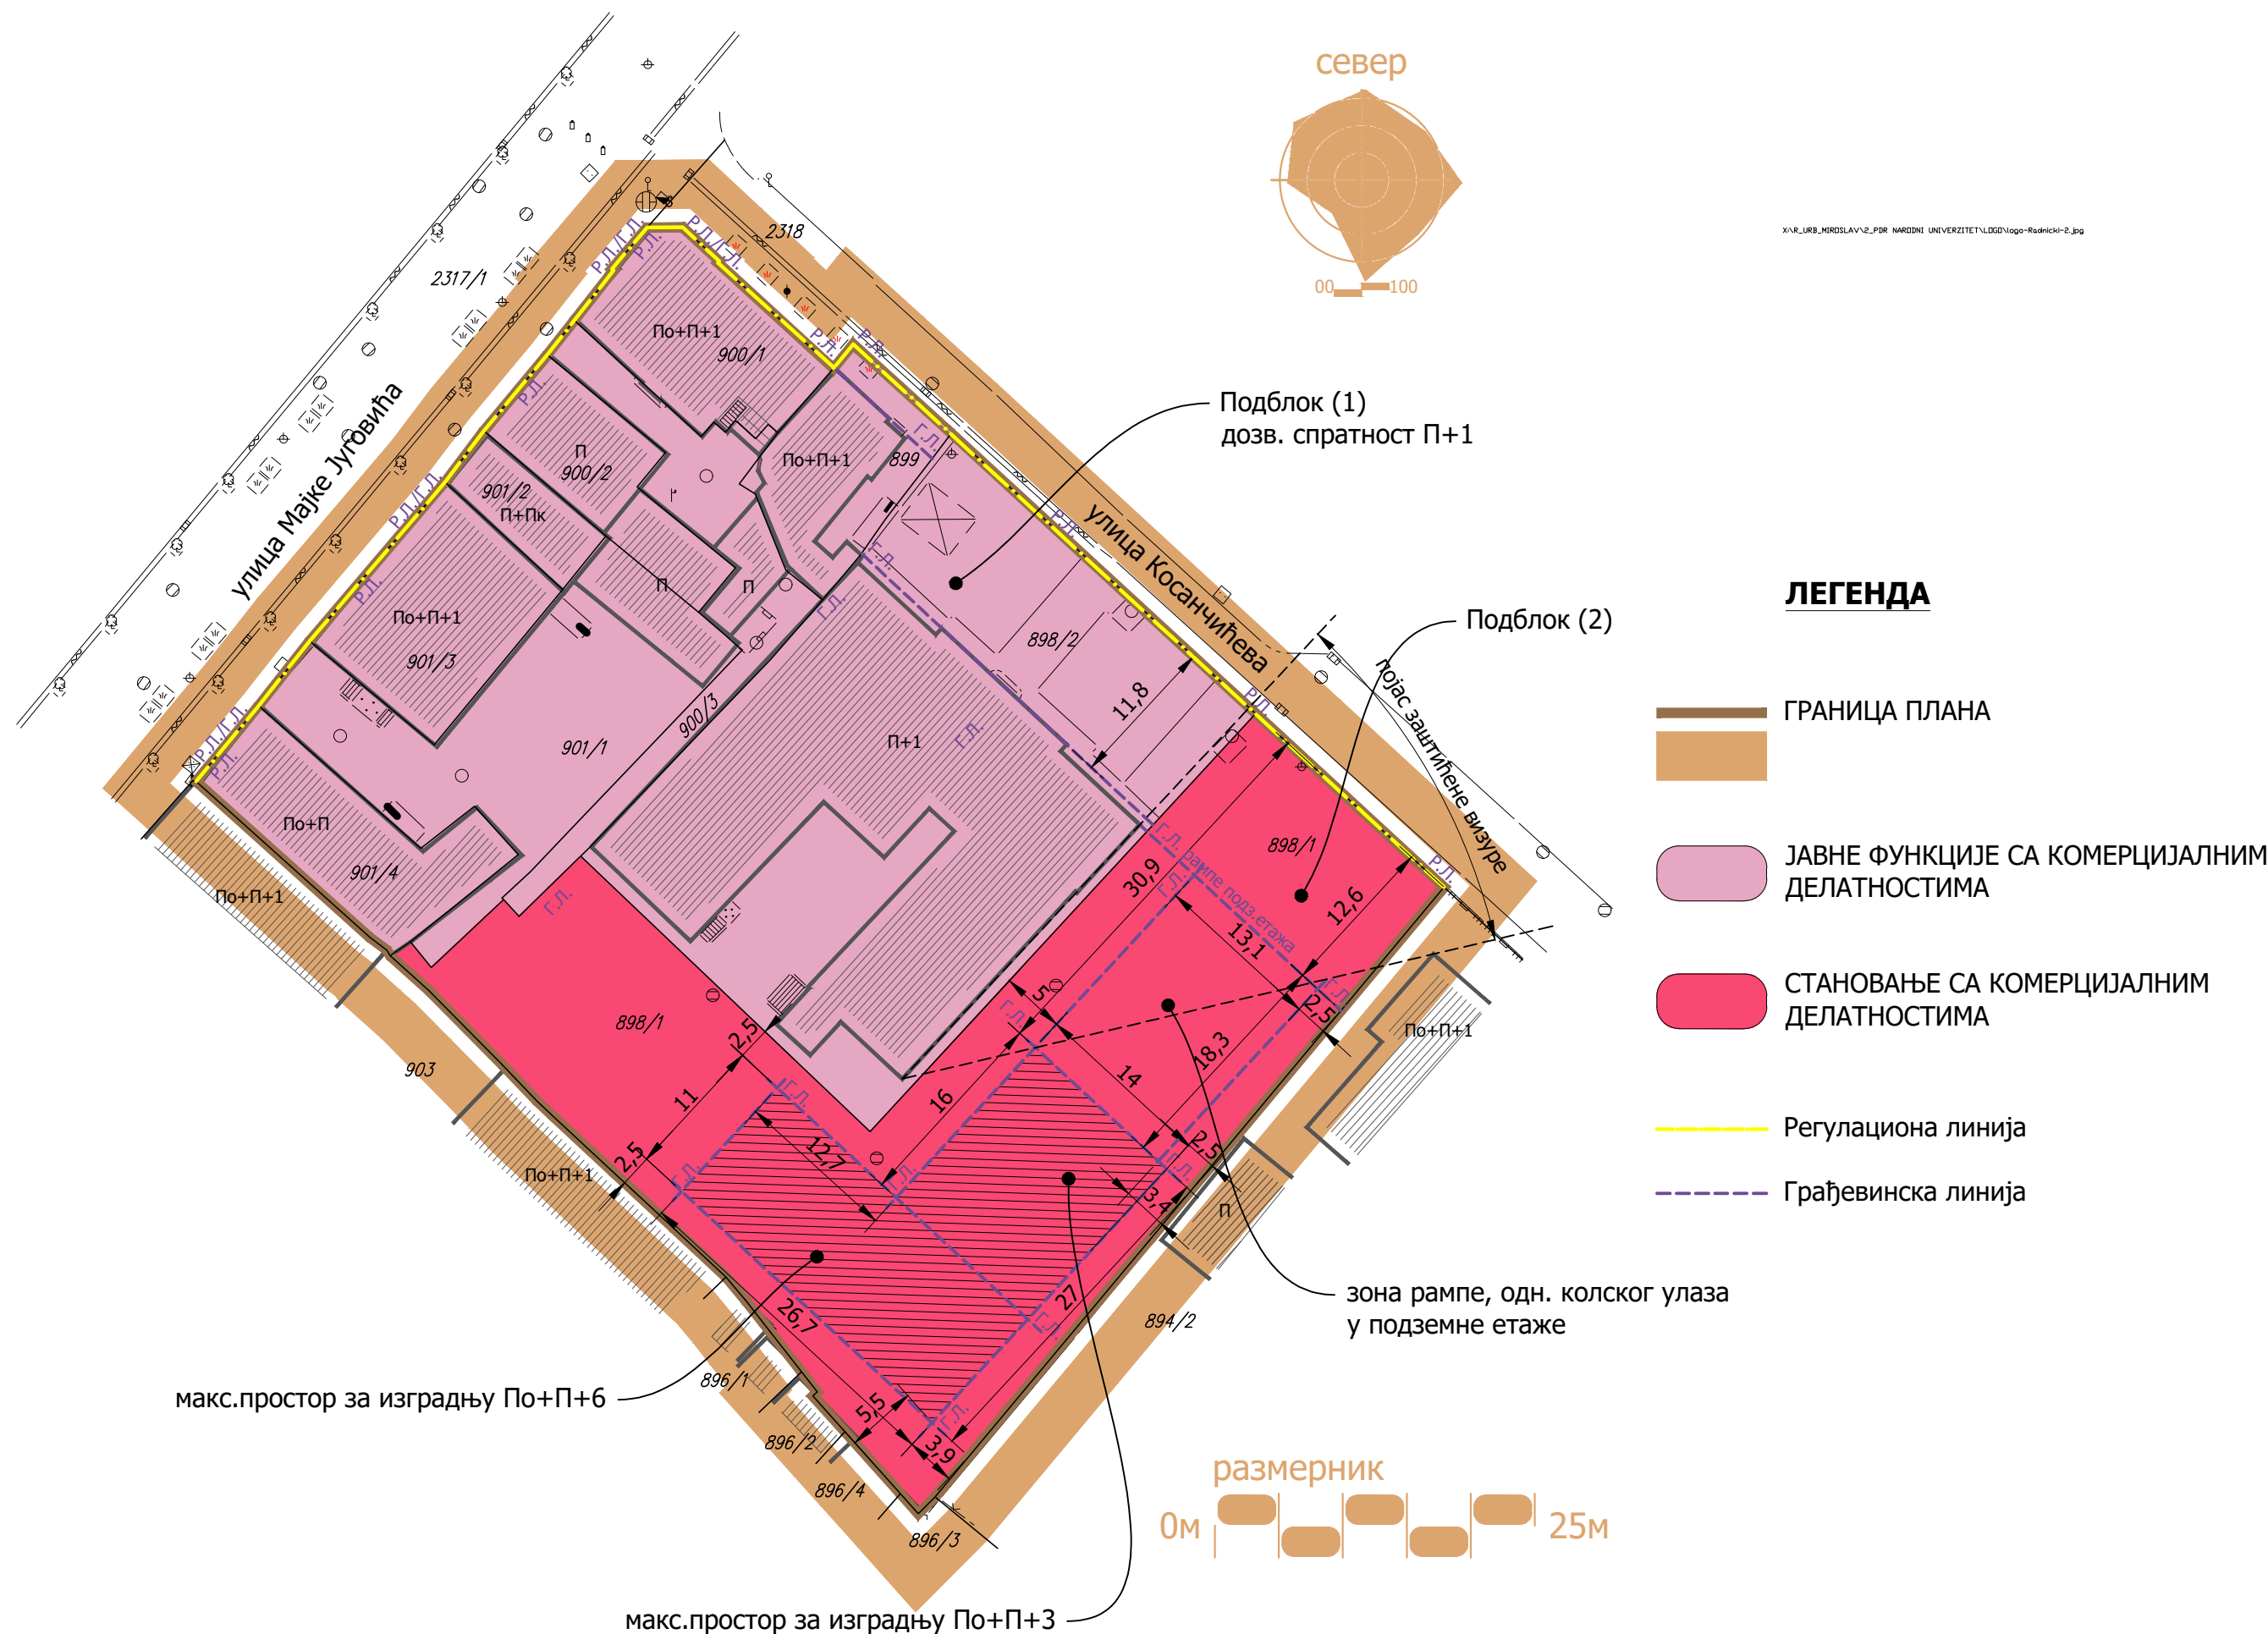 север
00
100
X:\R_URB_MIROSLAV\2_PDR NARODNI UNIVERZITET\LOGO\logo-Radnicki-2.jpg
2318
2317/1
улица Мајке Југовића
улица Косанчићева
појас заштићене визуре
Р.Л./Г.Л.
Р.Л.
Р.Л./Г.Л.
Р.Л.
Р.Л.
Р.Л.
Р.Л./Г.Л.
Р.Л.
Р.Л./Г.Л.
Р.Л.
Р.Л.
Р.Л.
Р.Л.
По+П+1
900/1
П
900/2
901/2
П+Пк
По+П+1
899
Г.Л.
Г.Л.
Г.Л.
П
П
По+П+1
901/3
900/3
901/1
По+П
901/4
П+1
Г.Л.
898/2
11,8
Подблок (1)
дозв. спратност П+1
Подблок (2)
898/1
Г.Л. рампе подз.етажа
Г.Л.
30,9
12,6
13,1
2,5
Г.Л.
5
Г.Л.
18,3
14
2,5
Г.Л.
16
3,4
П
По+П+1
По+П+1
Г.Л.
898/1
2,5
11
2,5
Г.Л.
Г.Л.
12,7
Г.Л.
903
По+П+1
26,7
27
Г.Л.
5,5
3,9
Г.Л.
894/2
896/1
896/2
896/4
896/3
зона рампе, одн. колског улаза
у подземне етаже
макс.простор за изградњу По+П+6
макс.простор за изградњу По+П+3
размерник
0м
25м
ЛЕГЕНДА
ГРАНИЦА ПЛАНА
ЈАВНЕ ФУНКЦИЈЕ СА КОМЕРЦИЈАЛНИМ
ДЕЛАТНОСТИМА
СТАНОВАЊЕ СА КОМЕРЦИЈАЛНИМ
ДЕЛАТНОСТИМА
Регулациона линија
Грађевинска линија